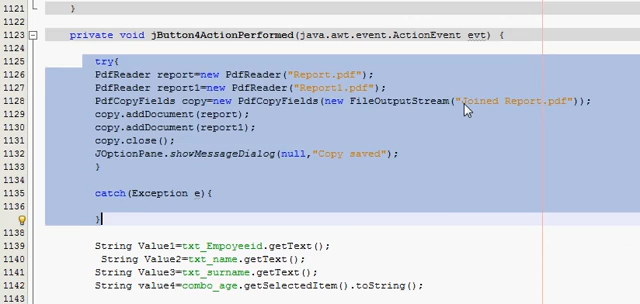 1121 }
1122
1123 private void jButton4ActionPerformed(java.awt.event.ActionEvent evt) {
1124
1125 try{
1126 PdfReader report=new PdfReader("Report.pdf");
1127 PdfReader report1=new PdfReader("Report1.pdf");
1128 PdfCopyFields copy=new PdfCopyFields(new FileOutputStream("Joined Report.pdf"));
1129 copy.addDocument(report);
1130 copy.addDocument(report1);
1131 copy.close();
1132 JOptionPane.showMessageDialog(null,"Copy saved");
1133 }
1134
1135 catch(Exception e){
1136
}
1138
1139 String Value1=txt_Empoyeeid.getText();
1140 String Value2=txt_name.getText();
1141 String Value3=txt_surname.getText();
1142 String value4=combo_age.getSelectedItem().toString();
1143